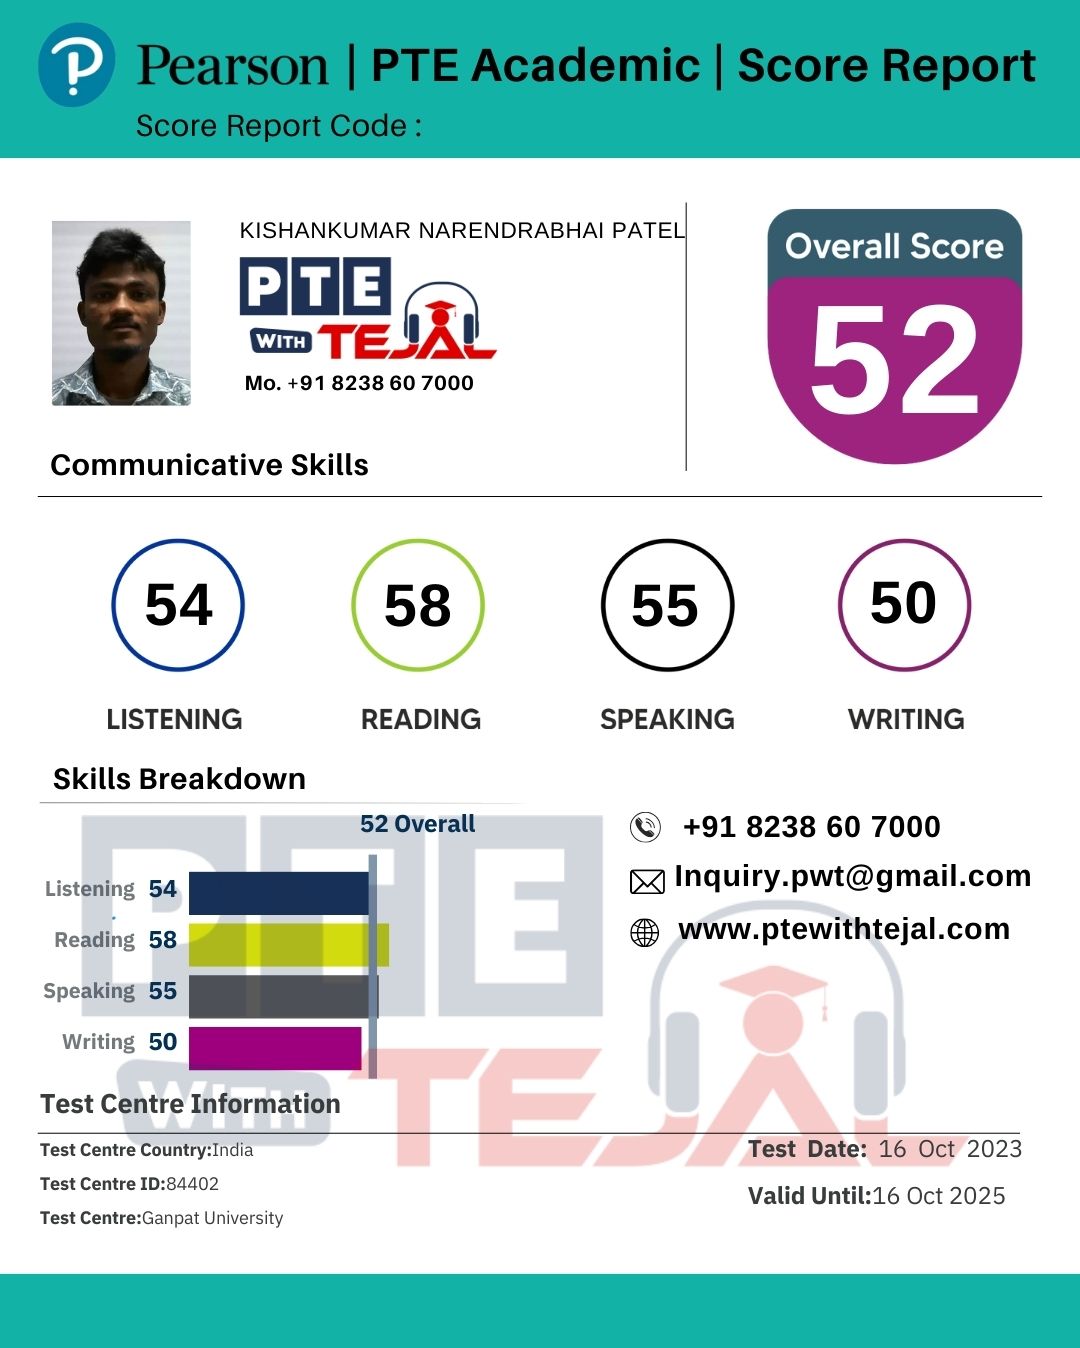 Pearson | PTE Academic | Score Report
Score Report Code :
KISHANKUMAR NARENDRABHAI PATEL
PTE
WITH TEJAL
Mo. +91 8238 60 7000
Overall Score
52
Communicative Skills
54 58 55 50
LISTENING READING SPEAKING WRITING
Skills Breakdown
52 Overall
Listening 54
Reading 58
Speaking 55
Writing 50
+91 8238 60 7000
Inquiry.pwt@gmail.com
www.ptewithtejal.com
PTE
WITH TEJAL
Test Centre Information
Test Centre Country:India
Test Centre ID:84402
Test Centre:Ganpat University
Test Date: 16 Oct 2023
Valid Until:16 Oct 2025